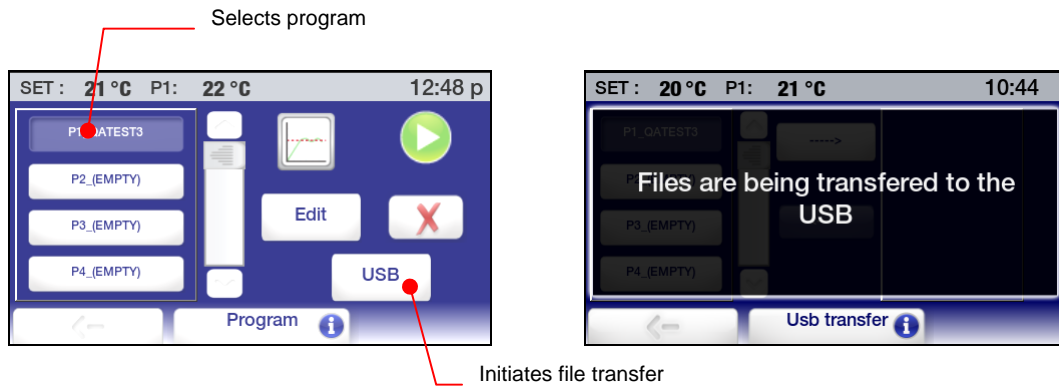 Selects program
SET : 21 °C P1: 22 °C 12:48 p
P1_QATEST3
P2_(EMPTY)
P3_(EMPTY)
P4_(EMPTY)
Edit
USB
Program
Initiates file transfer
SET : 20 °C P1: 21 °C 10:44
P1_QATEST3
----->
Files are being transfered to the
USB
P3_(EMPTY)
P4_(EMPTY)
Usb transfer